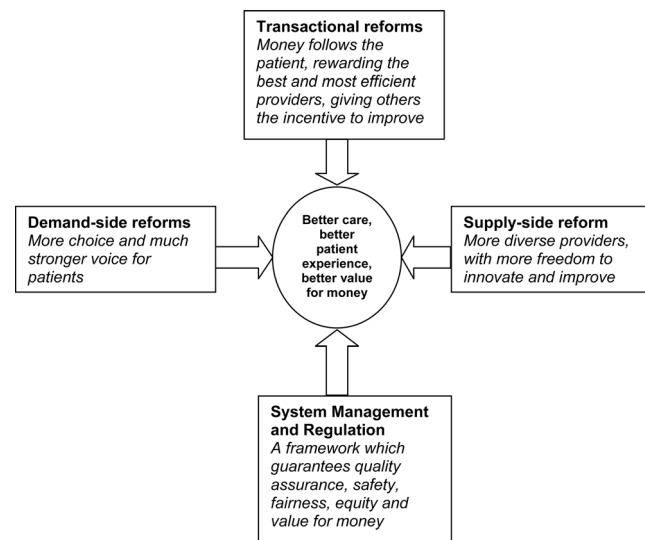 Transactional reforms
Money follows the
patient, rewarding the
best and most efficient
providers, giving others
the incentive to improve
Demand-side reforms
More choice and much
stronger voice for
patients
Better care,
better
patient
experience,
better value
for money
Supply-side reform
More diverse providers,
with more freedom to
innovate and improve
System Management
and Regulation
A framework which
guarantees quality
assurance, safety,
fairness, equity and
value for money